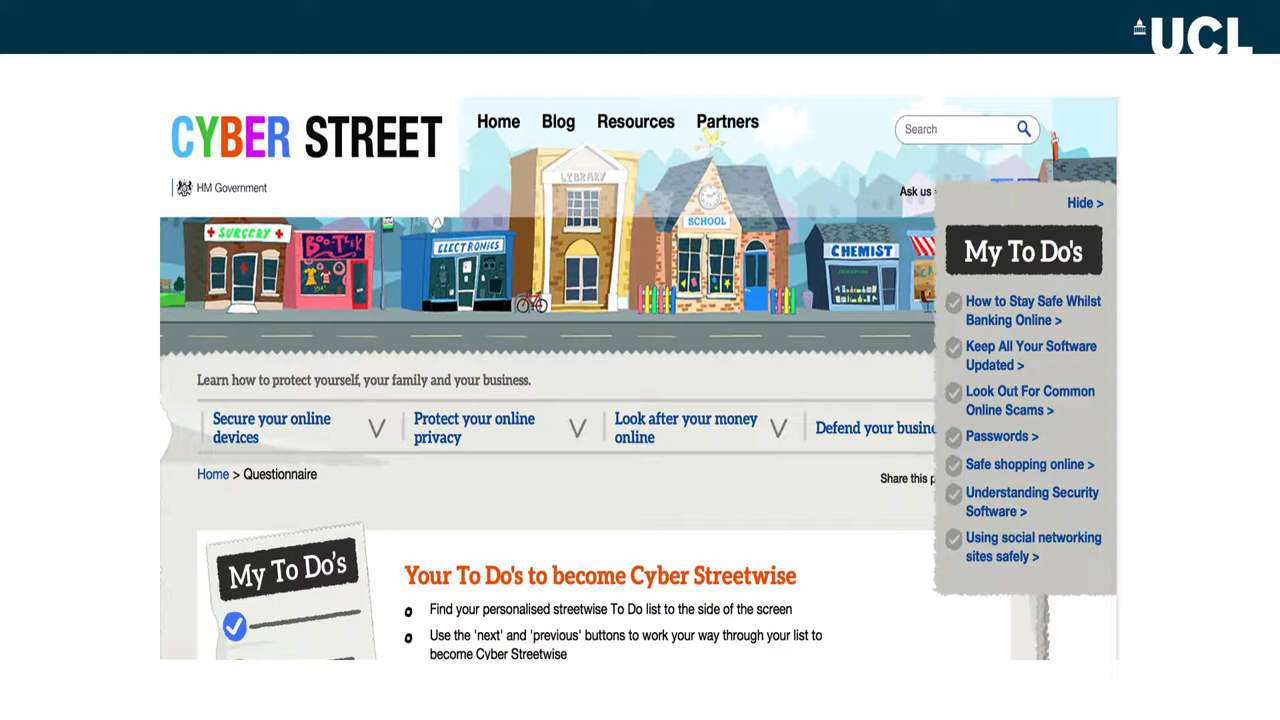 UCL
CYBER STREET
HM Government
Home Blog Resources Partners
Search
Ask us >
SURGERY
BOO-TEEK
ELECTRONICS
LIBRARY
SCHOOL
CHEMIST
Learn how to protect yourself, your family and your business.
Secure your online
devices
Protect your online
privacy
Look after your money
online
Defend your busine
Home > Questionnaire
Share this p
Hide >
My To Do's
How to Stay Safe Whilst
Banking Online >
Keep All Your Software
Updated >
Look Out For Common
Online Scams >
Passwords >
Safe shopping online >
Understanding Security
Software >
Using social networking
sites safely >
My To Do's
Your To Do's to become Cyber Streetwise
Find your personalised streetwise To Do list to the side of the screen
Use the 'next' and 'previous' buttons to work your way through your list to
become Cyber Streetwise